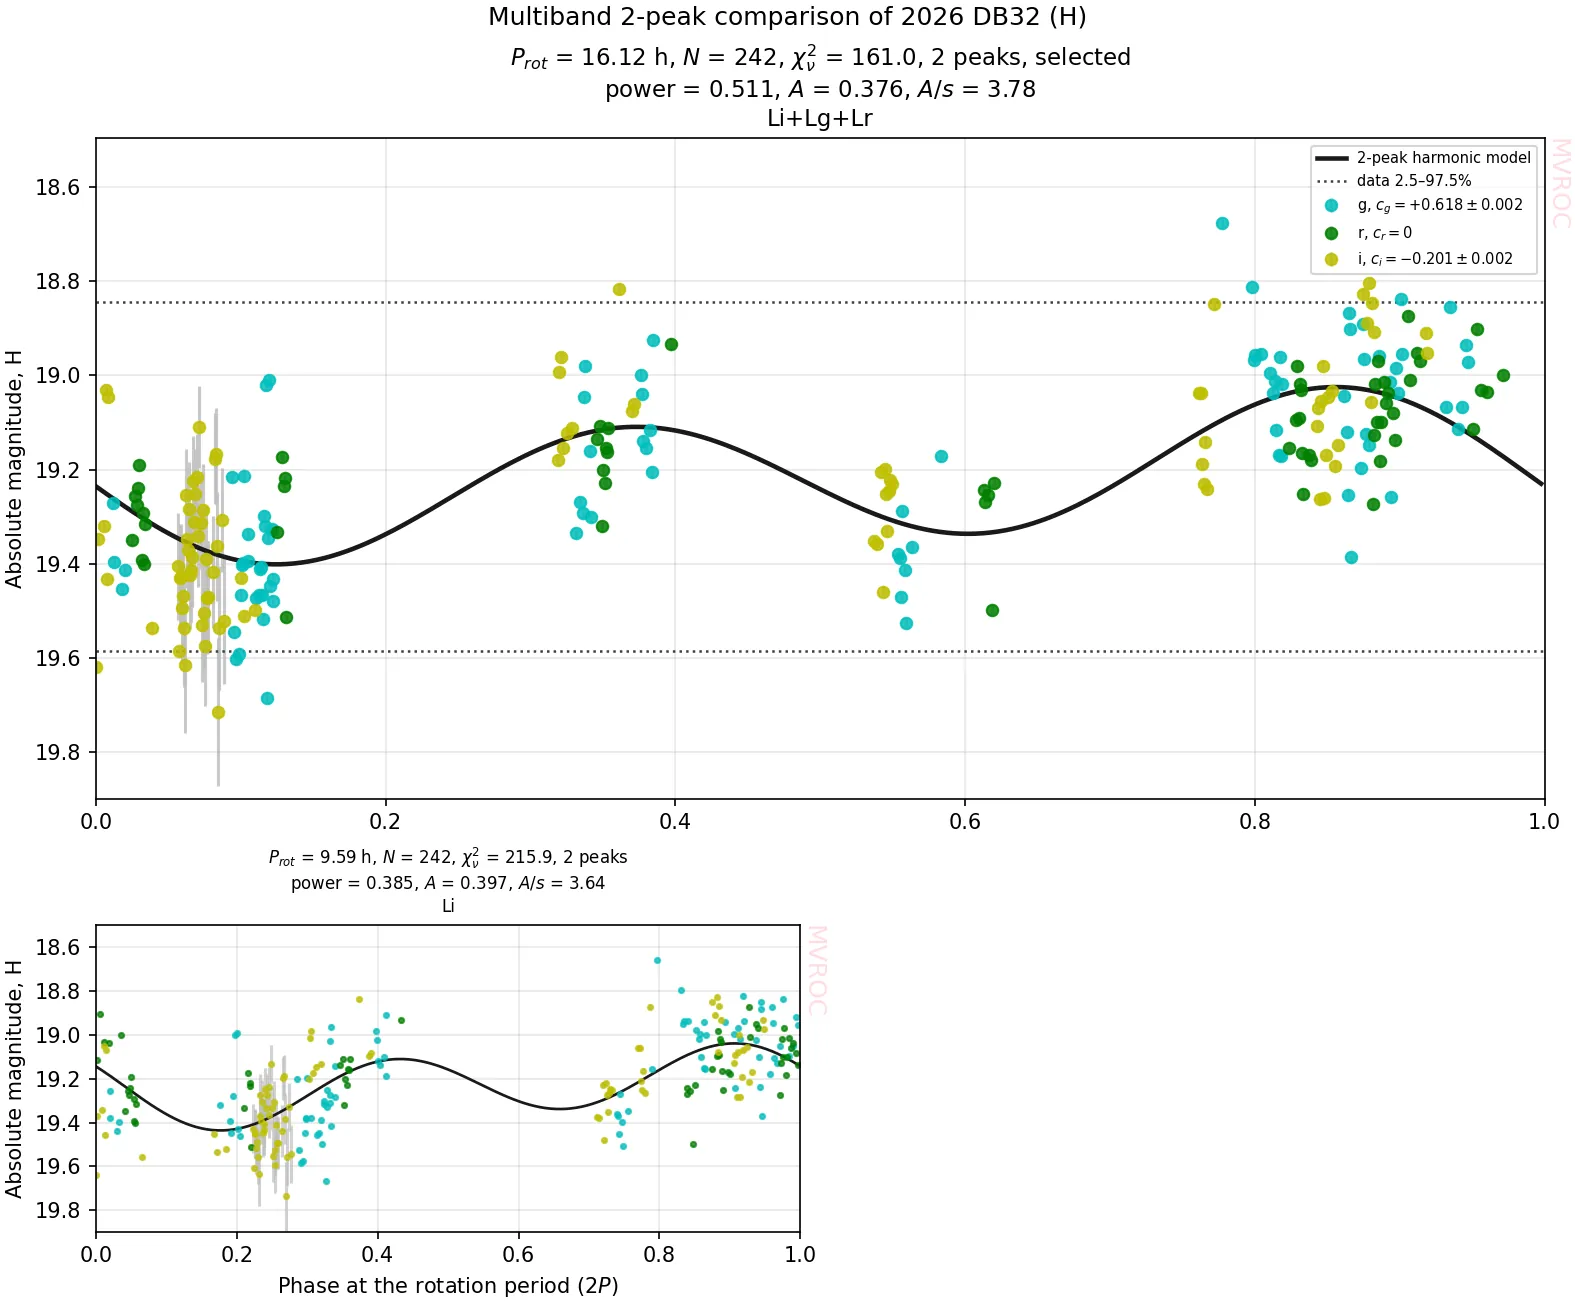 Multiband 2-peak comparison of 2026 DB32 (H)
P_rot = 16.12 h, N = 242, χ²_ν = 161.0, 2 peaks, selected
power = 0.511, A = 0.376, A/s = 3.78
Li+Lg+Lr
2-peak harmonic model
data 2.5–97.5%
g, c_g = +0.618 ± 0.002
r, c_r = 0
i, c_i = −0.201 ± 0.002
MVROC
Absolute magnitude, H
18.6
18.8
19.0
19.2
19.4
19.6
19.8
0.0 0.2 0.4 0.6 0.8 1.0
P_rot = 9.59 h, N = 242, χ²_ν = 215.9, 2 peaks
power = 0.385, A = 0.397, A/s = 3.64
Li
MVROC
Absolute magnitude, H
18.6
18.8
19.0
19.2
19.4
19.6
19.8
0.0 0.2 0.4 0.6 0.8 1.0
Phase at the rotation period (2P)